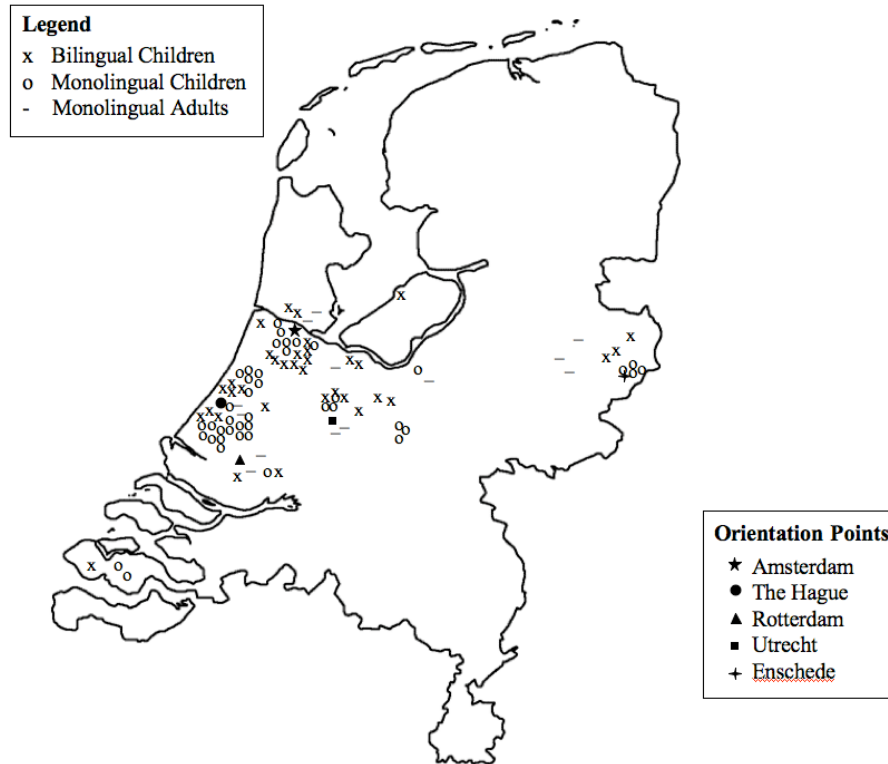 Legend
x Bilingual Children
o Monolingual Children
- Monolingual Adults
Orientation Points
★ Amsterdam
● The Hague
▲ Rotterdam
■ Utrecht
✦ Enschede